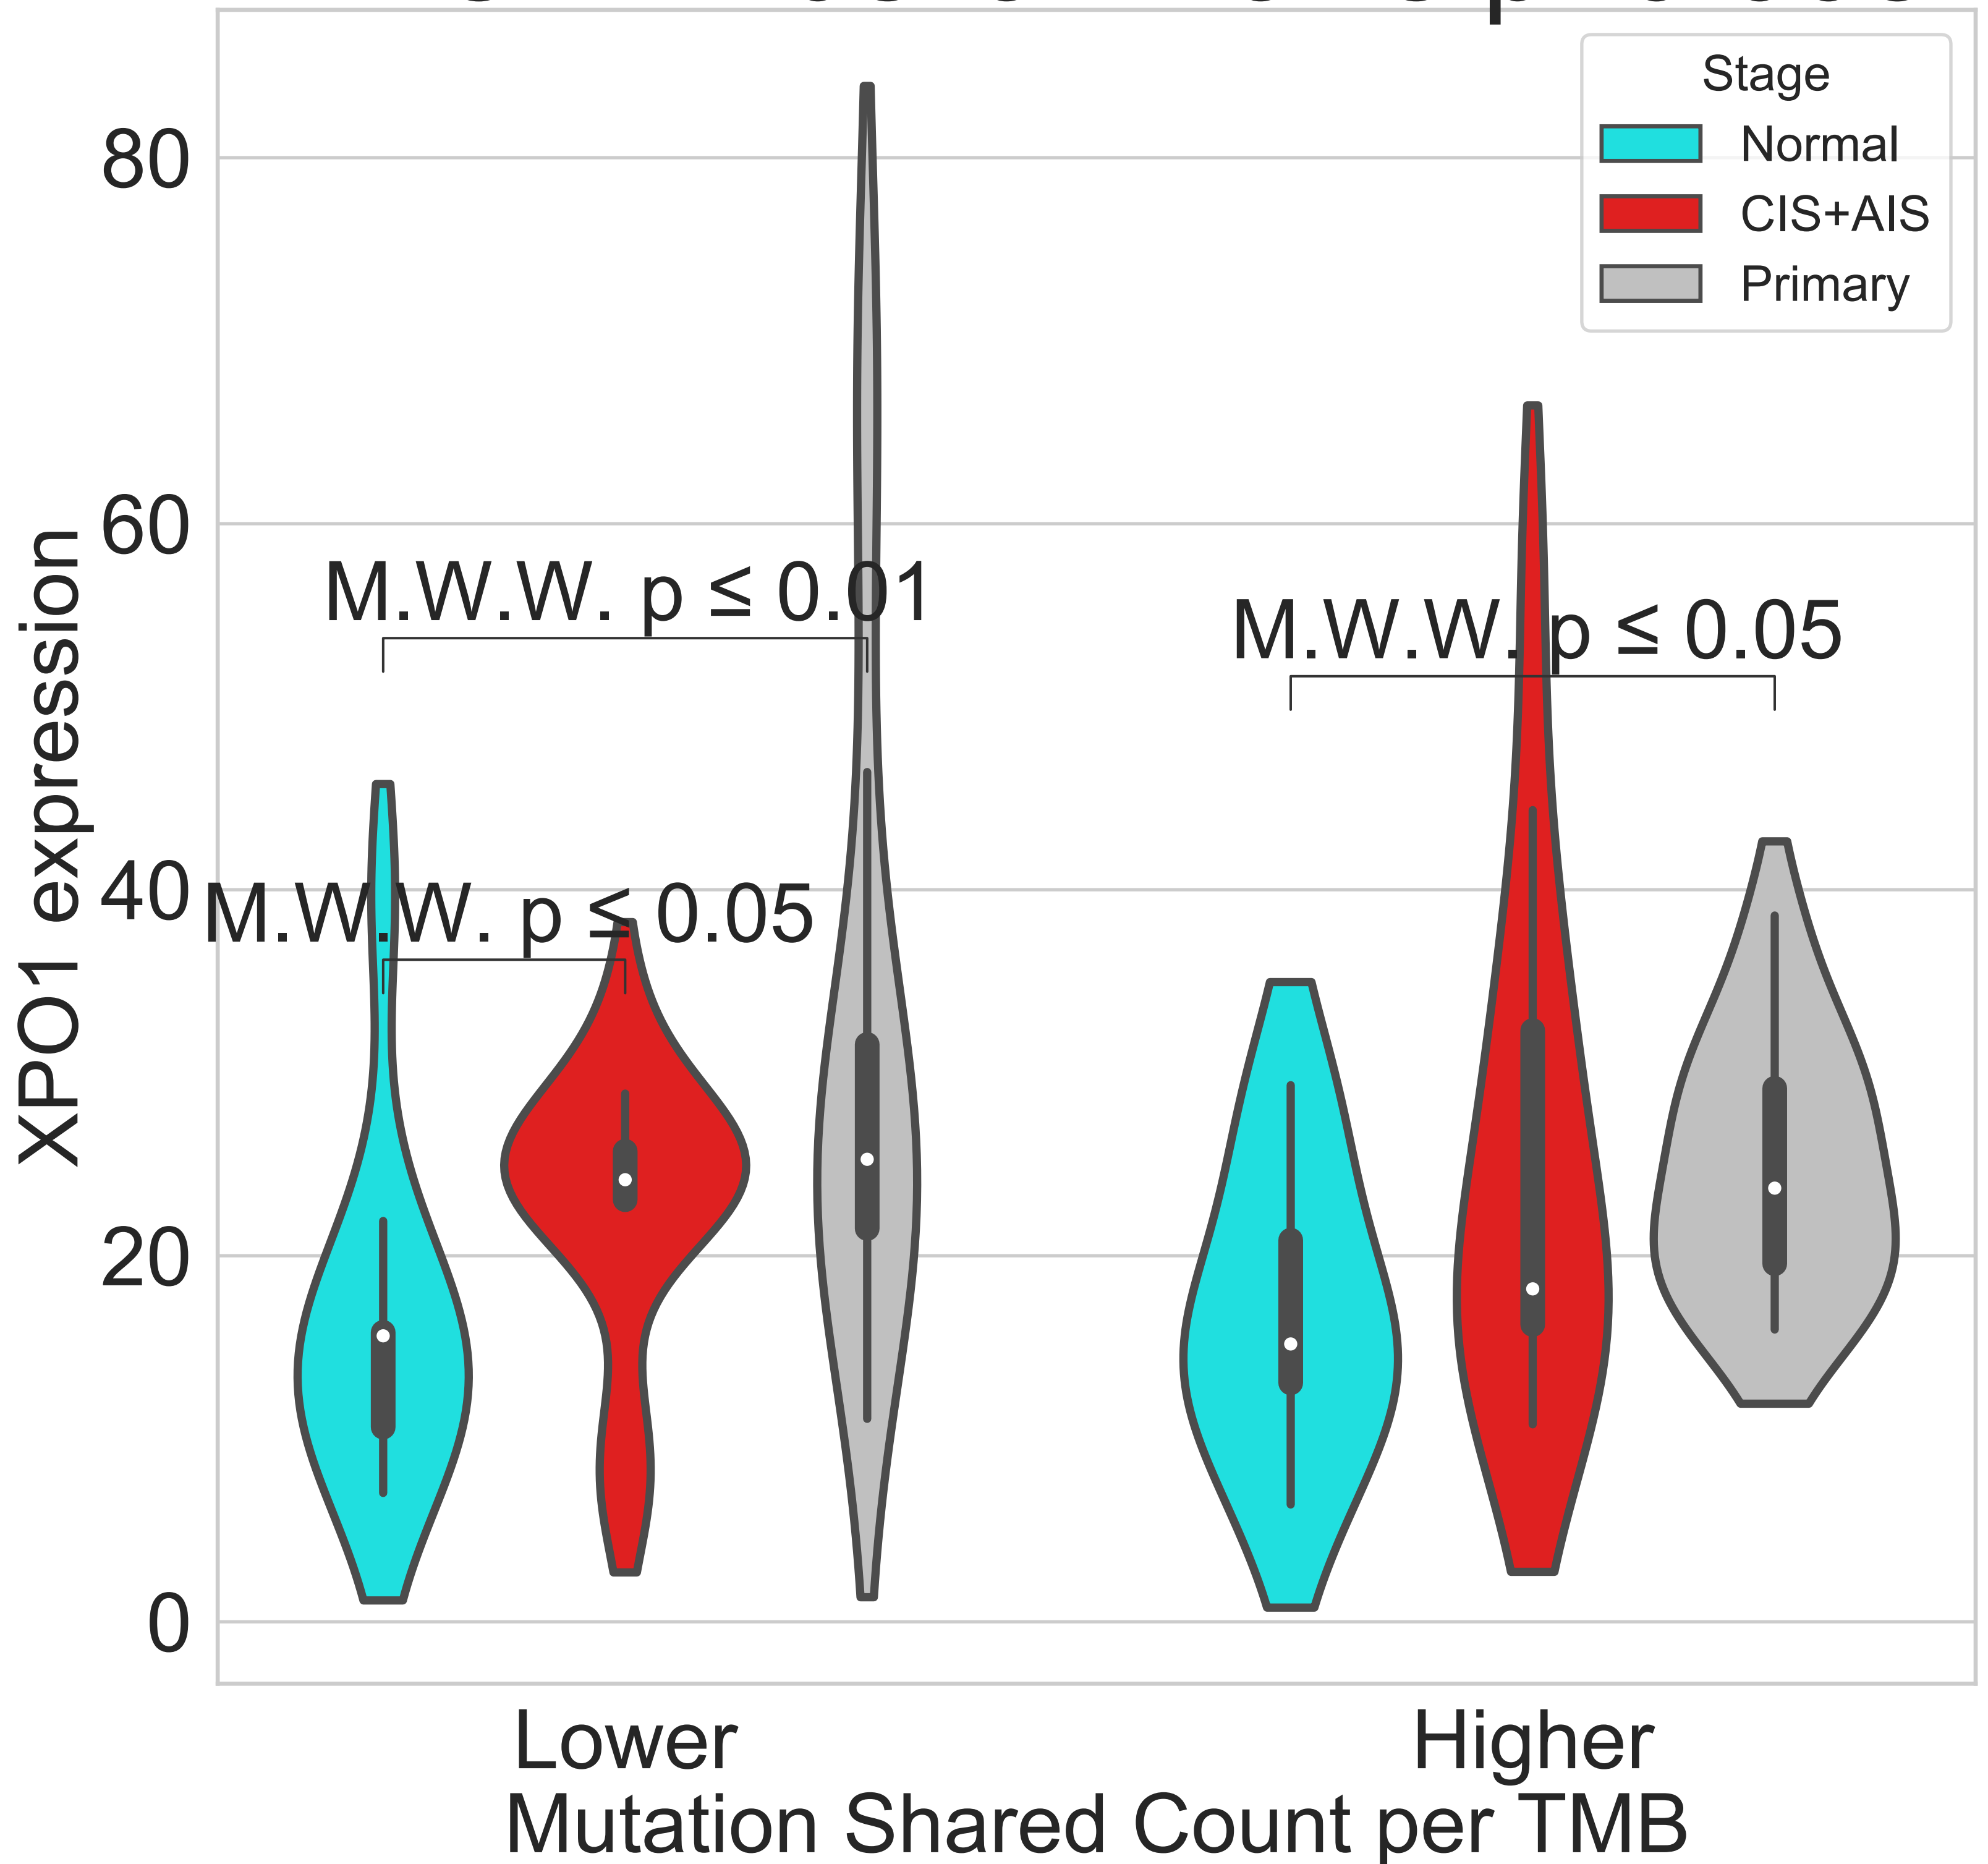 Stage
Normal
CIS+AIS
Primary
80
60
40
20
0
XPO1 expression
M.W.W. p ≤ 0.01
M.W.W. p ≤ 0.05
M.W.W. p ≤ 0.05
Lower
Higher
Mutation Shared Count per TMB